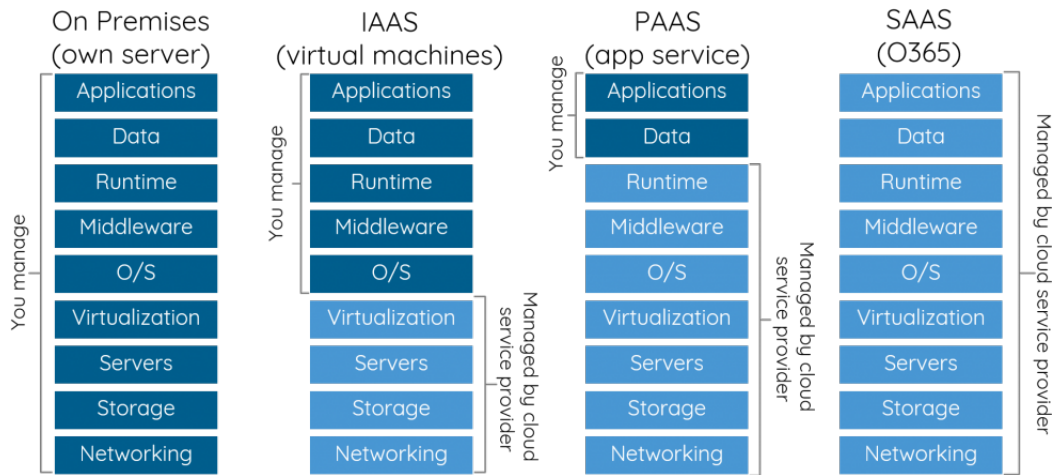 On Premises
(own server)
You manage
Applications
Data
Runtime
Middleware
O/S
Virtualization
Servers
Storage
Networking
IAAS
(virtual machines)
You manage
Applications
Data
Runtime
Middleware
O/S
Virtualization
Servers
Storage
Networking
Managed by cloud
service provider
PAAS
(app service)
You manage
Applications
Data
Runtime
Middleware
O/S
Virtualization
Servers
Storage
Networking
Managed by cloud
service provider
SAAS
(O365)
Applications
Data
Runtime
Middleware
O/S
Virtualization
Servers
Storage
Networking
Managed by cloud service provider